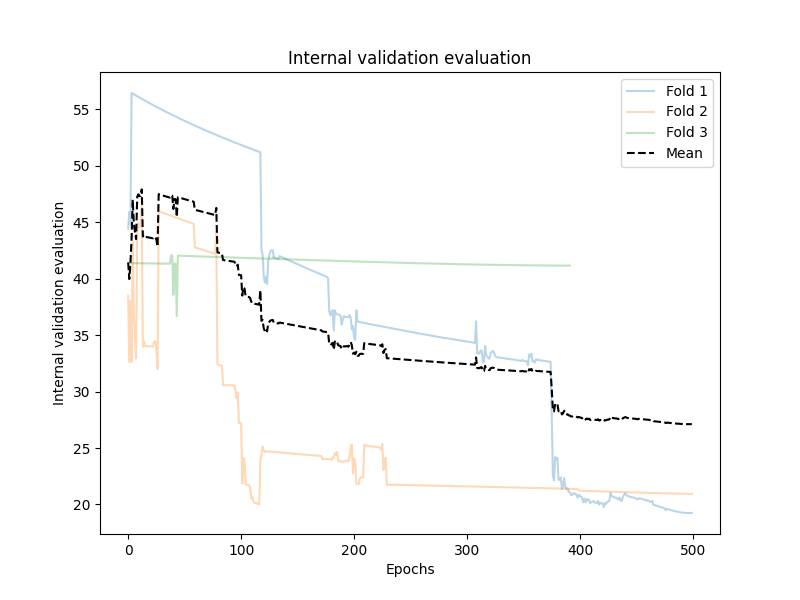 Internal validation evaluation
Fold 1
Fold 2
Fold 3
Mean
Internal validation evaluation
55
50
45
40
35
30
25
20
0 100 200 300 400 500
Epochs